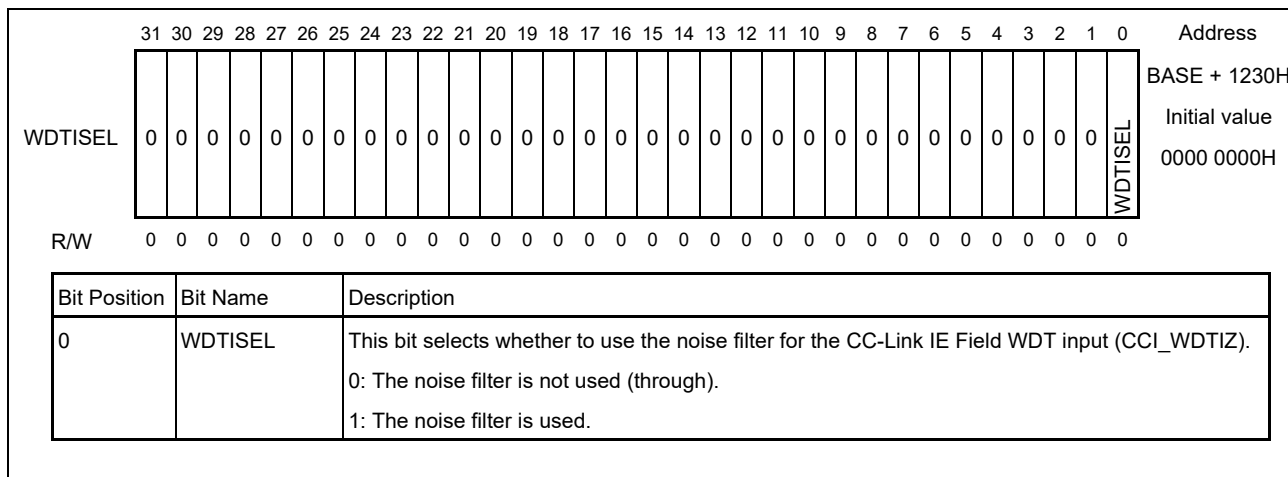 31 30 29 28 27 26 25 24 23 22 21 20 19 18 17 16 15 14 13 12 11 10 9 8 7 6 5 4 3 2 1 0 Address
BASE + 1230H
WDTISEL 0 0 0 0 0 0 0 0 0 0 0 0 0 0 0 0 0 0 0 0 0 0 0 0 0 0 0 0 0 0 0 WDTISEL Initial value
0000 0000H
R/W 0 0 0 0 0 0 0 0 0 0 0 0 0 0 0 0 0 0 0 0 0 0 0 0 0 0 0 0 0 0 0 0
Bit Position Bit Name Description
0 WDTISEL This bit selects whether to use the noise filter for the CC-Link IE Field WDT input (CCI_WDTIZ).
0: The noise filter is not used (through).
1: The noise filter is used.